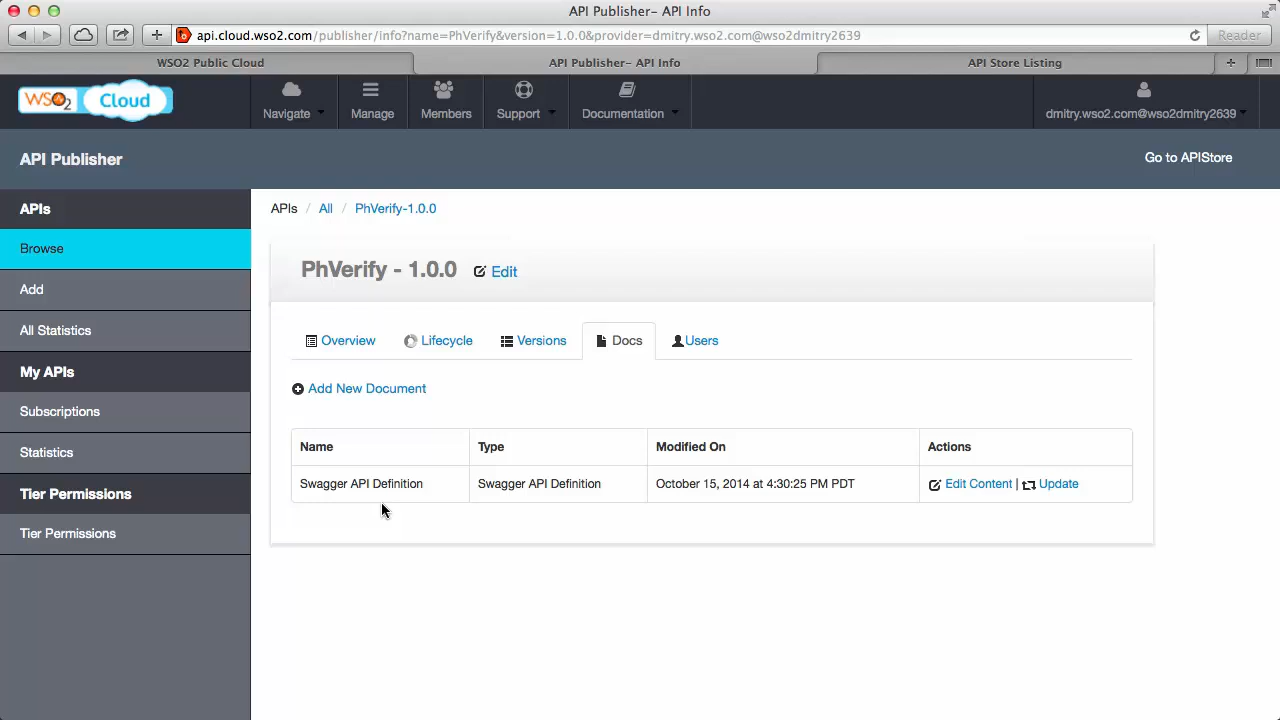 API Publisher– API Info
api.cloud.wso2.com/publisher/info?name=PhVerify&version=1.0.0&provider=dmitry.wso2.com@wso2dmitry2639
Reader
WSO2 Public Cloud
API Publisher– API Info
API Store Listing
WSO2 Cloud
Navigate
Manage
Members
Support
Documentation
dmitry.wso2.com@wso2dmitry2639
API Publisher
Go to APIStore
APIs
Browse
Add
All Statistics
My APIs
Subscriptions
Statistics
Tier Permissions
Tier Permissions
APIs / All / PhVerify-1.0.0
PhVerify - 1.0.0 Edit
Overview Lifecycle Versions Docs Users
Add New Document
Name Type Modified On Actions
Swagger API Definition Swagger API Definition October 15, 2014 at 4:30:25 PM PDT Edit Content | Update